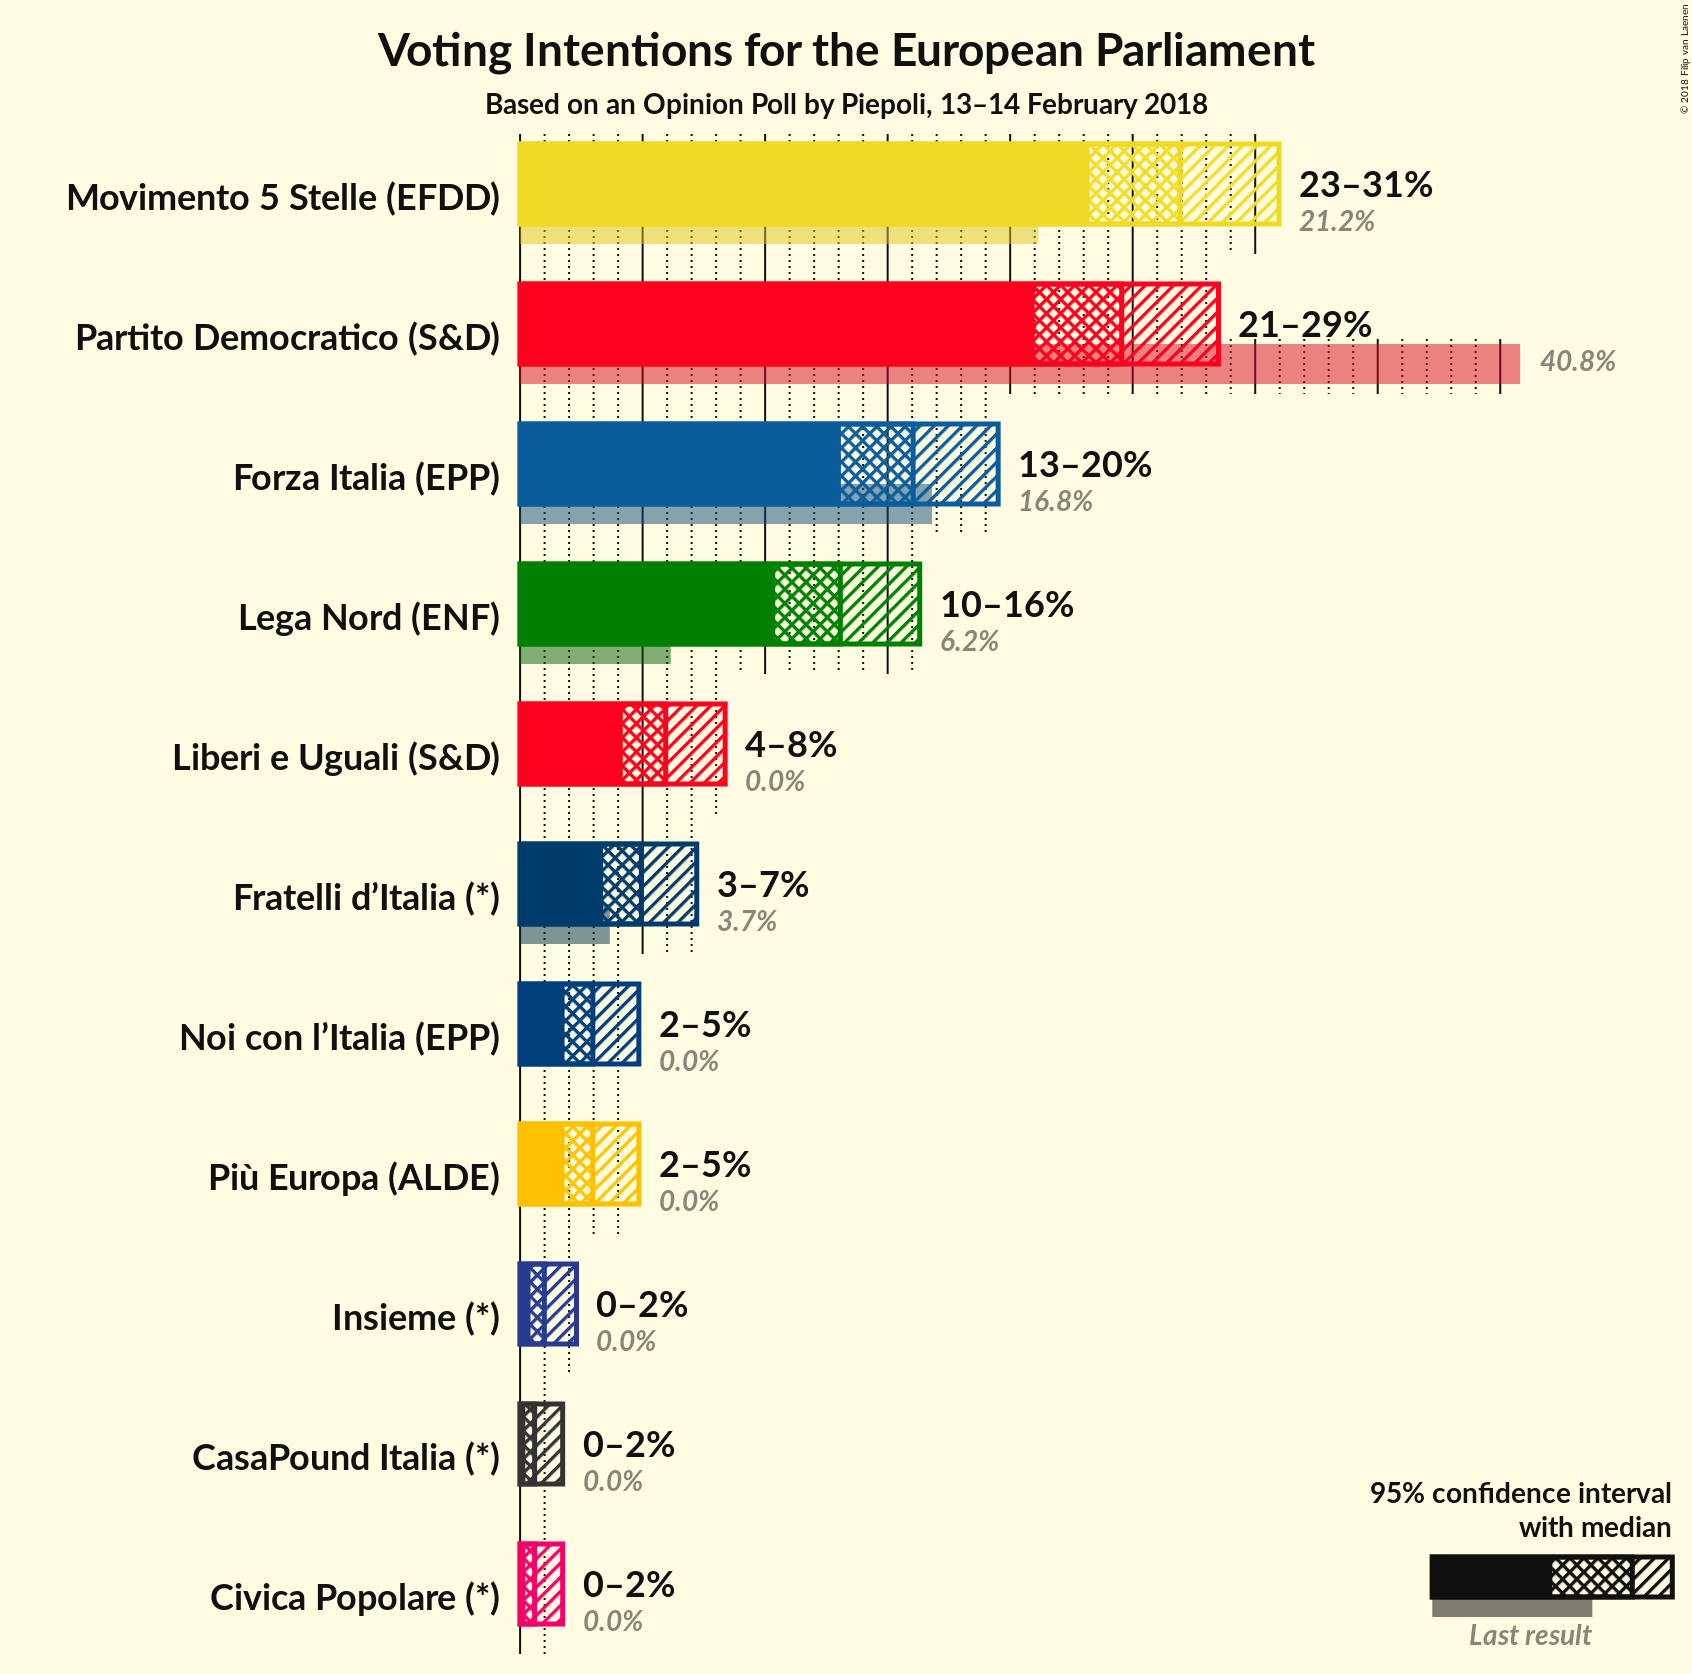 Voting Intentions for the European Parliament
Based on an Opinion Poll by Piepoli, 13–14 February 2018
© 2018 Filip van Laenen
Movimento 5 Stelle (EFDD)
23–31%
21.2%
Partito Democratico (S&D)
21–29%
40.8%
Forza Italia (EPP)
13–20%
16.8%
Lega Nord (ENF)
10–16%
6.2%
Liberi e Uguali (S&D)
4–8%
0.0%
Fratelli d’Italia (*)
3–7%
3.7%
Noi con l’Italia (EPP)
2–5%
0.0%
Più Europa (ALDE)
2–5%
0.0%
Insieme (*)
0–2%
0.0%
CasaPound Italia (*)
0–2%
0.0%
Civica Popolare (*)
0–2%
0.0%
95% confidence interval
with median
Last result